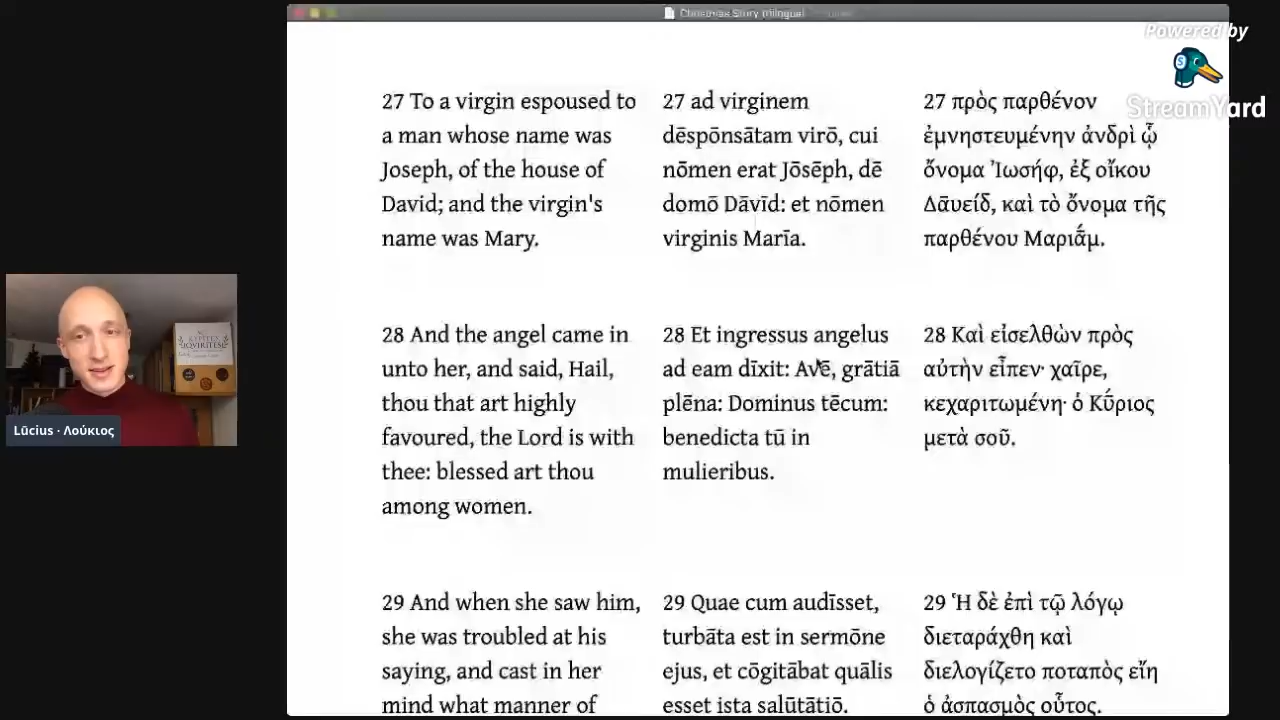 Christmas Story trilingual
Powered by
StreamYard
27 To a virgin espoused to
a man whose name was
Joseph, of the house of
David; and the virgin's
name was Mary.
28 And the angel came in
unto her, and said, Hail,
thou that art highly
favoured, the Lord is with
thee: blessed art thou
among women.
29 And when she saw him,
she was troubled at his
saying, and cast in her
mind what manner of
27 ad virginem
dēspōnsātam virō, cui
nōmen erat Jōsēph, dē
domō Dāvīd: et nōmen
virginis Marīa.
28 Et ingressus angelus
ad eam dīxit: Avē, grātiā
plēna: Dominus tēcum:
benedicta tū in
mulieribus.
29 Quae cum audīsset,
turbāta est in sermōne
ejus, et cōgitābat quālis
esset ista salūtātiō.
27 πρὸς παρθένον
ἐμνηστευμένην ἀνδρὶ ᾧ
ὄνομα Ἰωσήφ, ἐξ οἴκου
Δᾱυείδ, καὶ τὸ ὄνομα τῆς
παρθένου Μαριᾱ́μ.
28 Καὶ εἰσελθὼν πρὸς
αὐτὴν εἶπεν· χαῖρε,
κεχαριτωμένη· ὁ Κῡ́ριος
μετὰ σοῦ.
29 Ἡ δὲ ἐπὶ τῷ λόγῳ
διεταράχθη καὶ
διελογίζετο ποταπὸς εἴη
ὁ ἀσπασμὸς οὗτος.
Lūcius · Λούκιος
QVIRITES